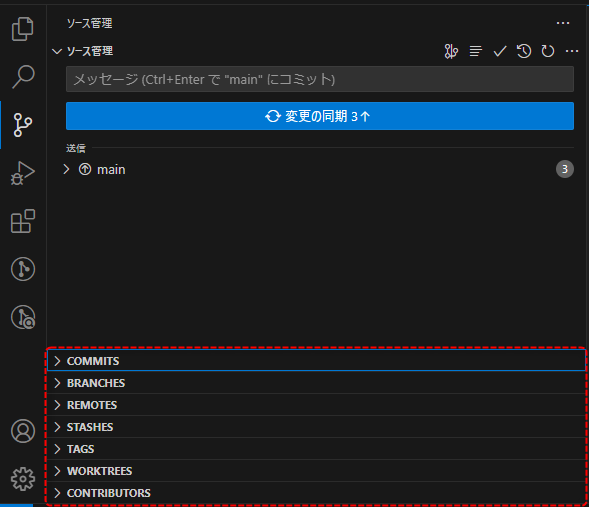 ソース管理
ソース管理
メッセージ (Ctrl+Enter で "main" にコミット)
変更の同期 3↑
送信
main 3
COMMITS
BRANCHES
REMOTES
STASHES
TAGS
WORKTREES
CONTRIBUTORS